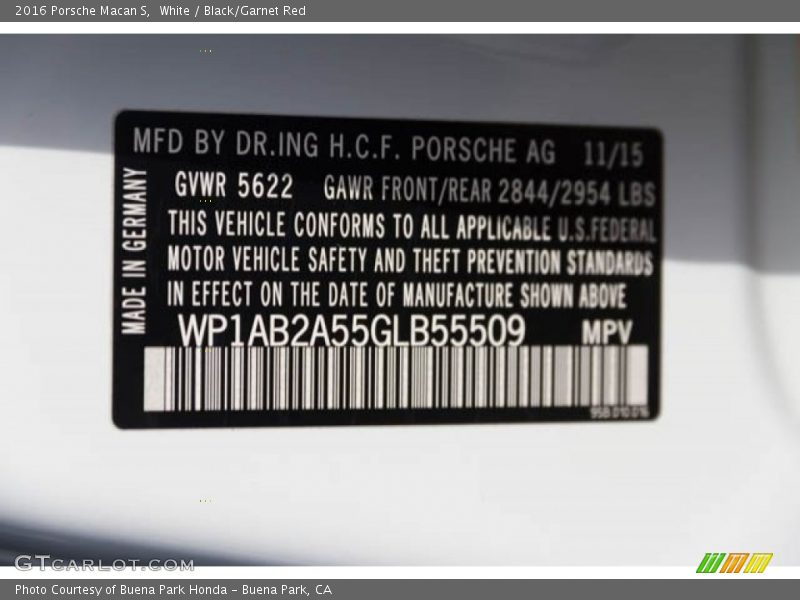 2016 Porsche Macan S,  White / Black/Garnet Red
MFD BY DR.ING H.C.F. PORSCHE AG 11/15
GVWR 5622 GAWR FRONT/REAR 2844/2954 LBS
THIS VEHICLE CONFORMS TO ALL APPLICABLE U.S.FEDERAL
MOTOR VEHICLE SAFETY AND THEFT PREVENTION STANDARDS
IN EFFECT ON THE DATE OF MANUFACTURE SHOWN ABOVE
MADE IN GERMANY
WP1AB2A55GLB55509 MPV
95B.010.016
GTCARLOT.COM
Photo Courtesy of Buena Park Honda - Buena Park, CA